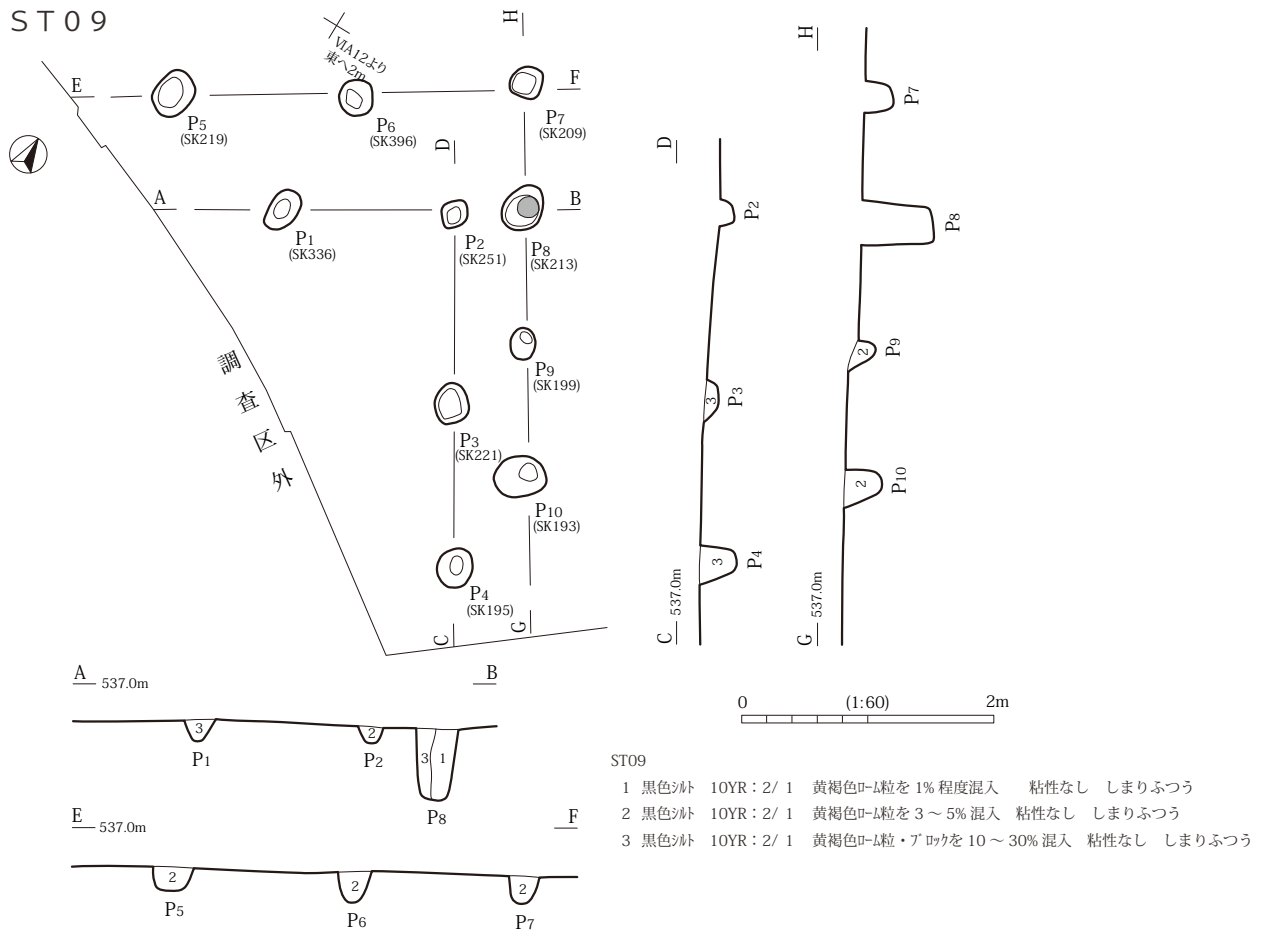 ST09
H
ⅥA12より
東へ2m
E
F
P5
(SK219)
P6
(SK396)
P7
(SK209)
D
A
B
P1
(SK336)
P2
(SK251)
P8
(SK213)
P9
(SK199)
P3
(SK221)
P10
(SK193)
P4
(SK195)
C
G
調査区外
D
P2
3
P3
3
P4
C
537.0m
H
P7
P8
2
P9
2
P10
G
537.0m
A
537.0m
B
3
P1
2
P2
3
1
P8
E
537.0m
F
2
P5
2
P6
2
P7
0
(1:60)
2m
ST09
1 黒色シルト 10YR：2/ 1 黄褐色ローム粒を 1% 程度混入 粘性なし しまりふつう
2 黒色シルト 10YR：2/ 1 黄褐色ローム粒を 3 ～ 5% 混入 粘性なし しまりふつう
3 黒色シルト 10YR：2/ 1 黄褐色ローム粒・ブロックを 10 ～ 30% 混入 粘性なし しまりふつう